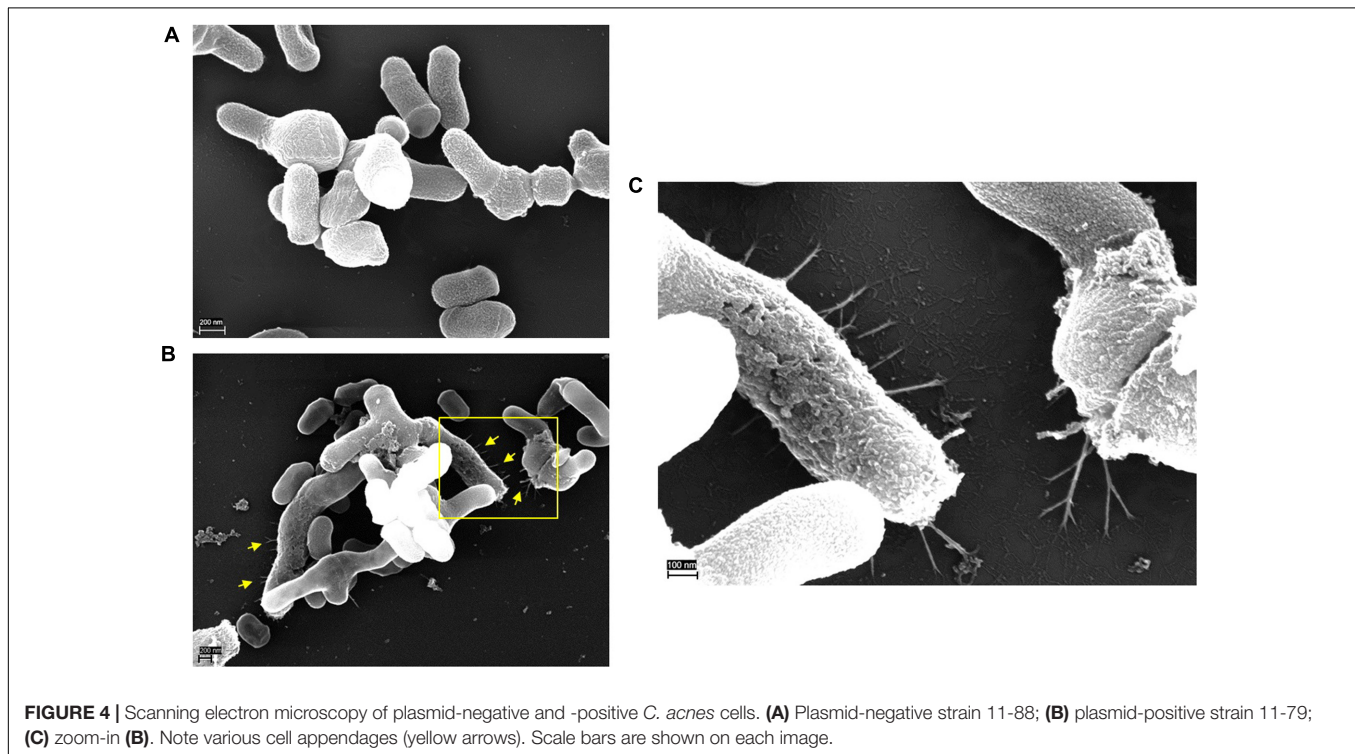 A
200 nm
B
200 nm
C
100 nm
FIGURE 4 | Scanning electron microscopy of plasmid-negative and -positive C. acnes cells. (A) Plasmid-negative strain 11-88; (B) plasmid-positive strain 11-79;
(C) zoom-in (B). Note various cell appendages (yellow arrows). Scale bars are shown on each image.